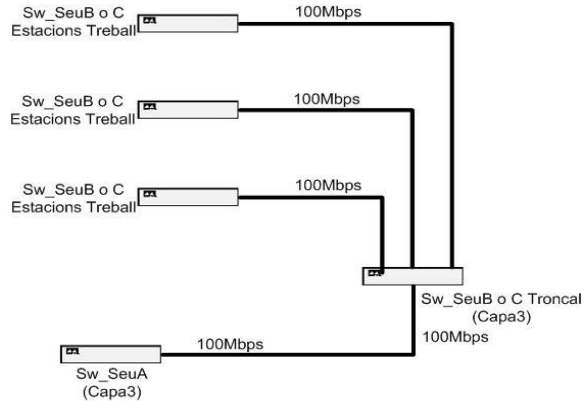 Sw_SeuB o C
Estacions Treball
100Mbps
Sw_SeuB o C
Estacions Treball
100Mbps
Sw_SeuB o C
Estacions Treball
100Mbps
Sw_SeuB o C Troncal
(Capa3)
100Mbps
100Mbps
Sw_SeuA
(Capa3)